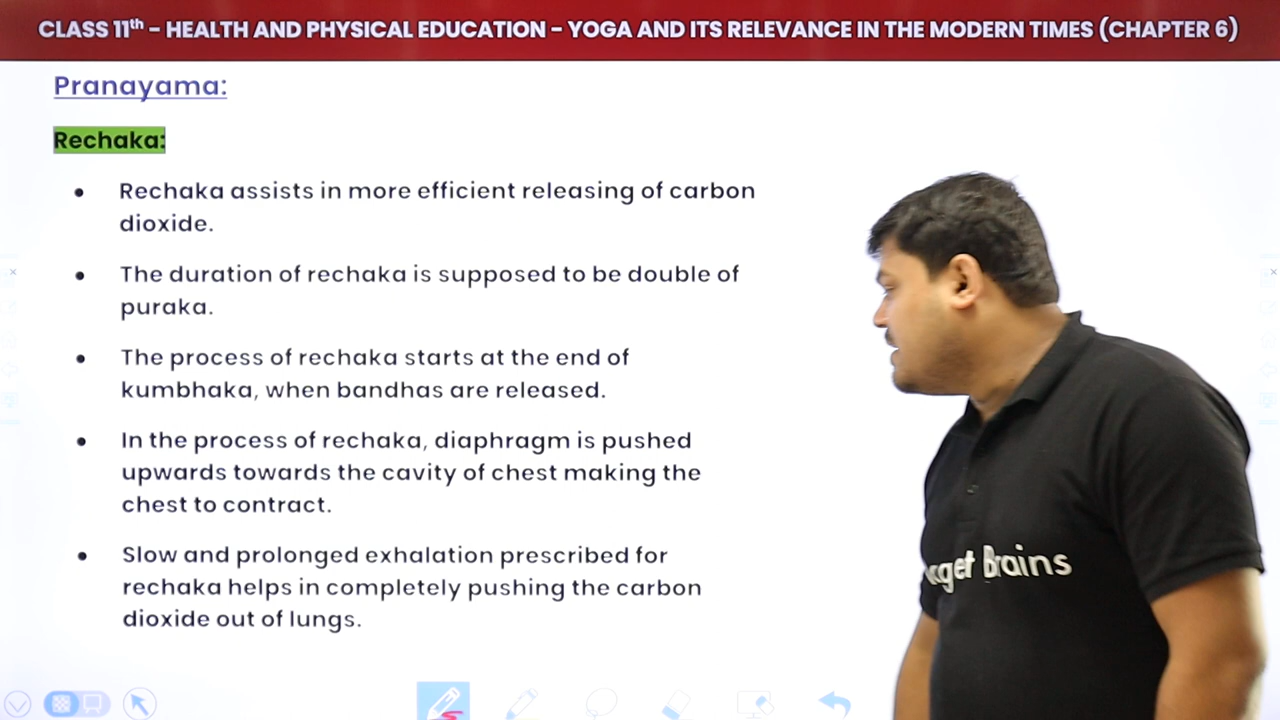 CLASS 11th - HEALTH AND PHYSICAL EDUCATION - YOGA AND ITS RELEVANCE IN THE MODERN TIMES (CHAPTER 6)
Pranayama:
Rechaka:
• Rechaka assists in more efficient releasing of carbon
dioxide.
• The duration of rechaka is supposed to be double of
puraka.
• The process of rechaka starts at the end of
kumbhaka, when bandhas are released.
• In the process of rechaka, diaphragm is pushed
upwards towards the cavity of chest making the
chest to contract.
• Slow and prolonged exhalation prescribed for
rechaka helps in completely pushing the carbon
dioxide out of lungs.
Brains